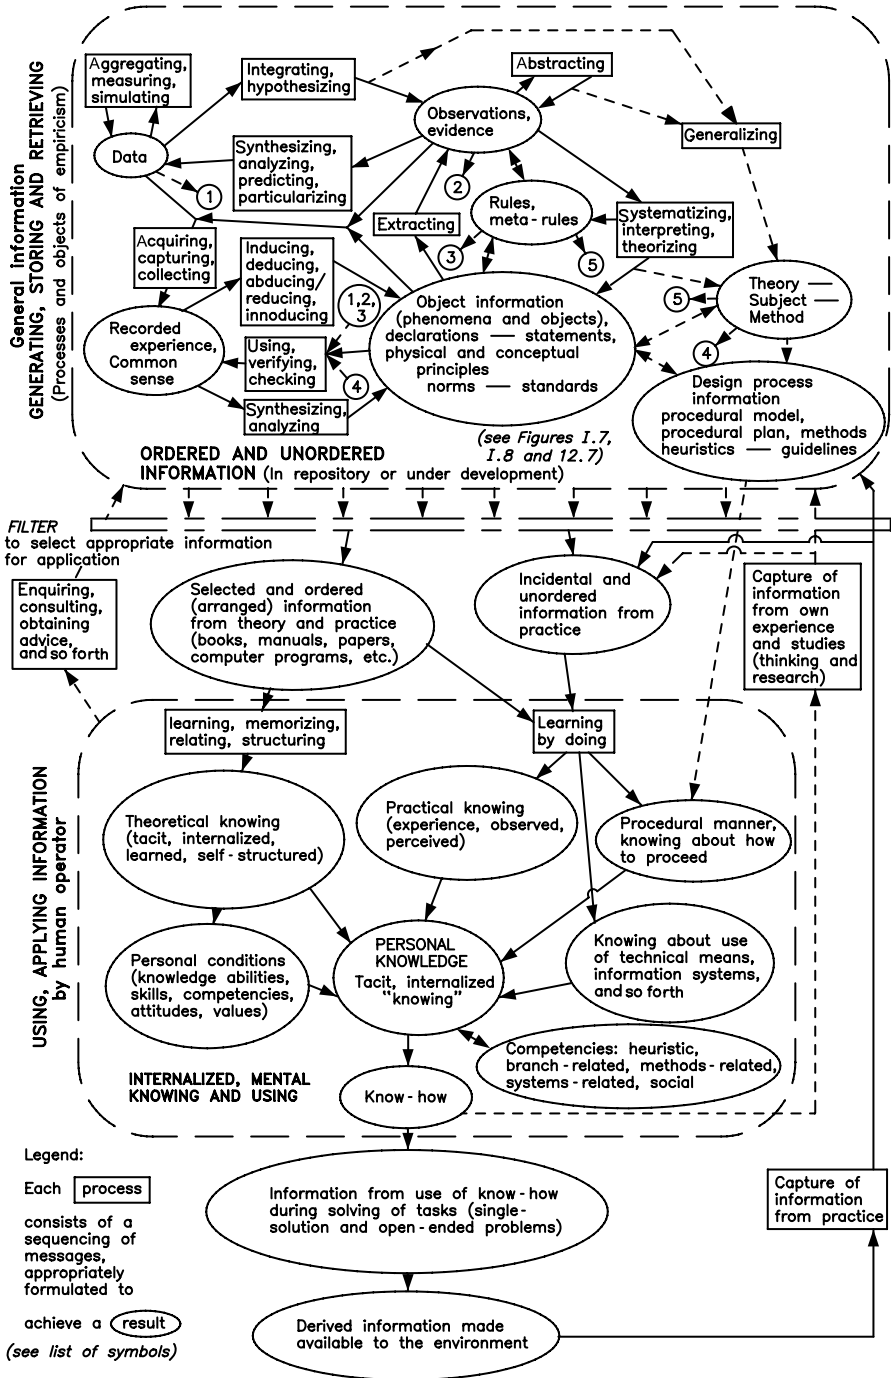 General information
GENERATING, STORING AND RETRIEVING
(Processes and objects of empiricism)
Aggregating,
measuring,
simulating
Integrating,
hypothesizing
Abstracting
Observations,
evidence
Generalizing
Data
Synthesizing,
analyzing,
predicting,
particularizing
1
2
Rules,
meta-rules
Extracting
Systematizing,
interpreting,
theorizing
3
5
Acquiring,
capturing,
collecting
Inducing,
deducing,
abducing/
reducing,
innoducing
1,2,
3
Object information
(phenomena and objects),
declarations — statements,
physical and conceptual
principles
norms — standards
5
Theory —
Subject —
Method
4
Recorded
experience,
Common
sense
Using,
verifying,
checking
4
Synthesizing,
analyzing
Design process
information
procedural model,
procedural plan, methods
heuristics — guidelines
(see Figures I.7,
I.8 and 12.7)
ORDERED AND UNORDERED
INFORMATION (In repository or under development)
FILTER
to select appropriate information
for application
Enquiring,
consulting,
obtaining
advice,
and so forth
Selected and ordered
(arranged) information
from theory and practice
(books, manuals, papers,
computer programs, etc.)
Incidental and
unordered
information from
practice
Capture of
information
from own
experience
and studies
(thinking and
research)
USING, APPLYING INFORMATION
by human operator
learning, memorizing,
relating, structuring
Learning
by doing
Theoretical knowing
(tacit, internalized,
learned, self-structured)
Practical knowing
(experience, observed,
perceived)
Procedural manner,
knowing about how
to proceed
Personal conditions
(knowledge abilities,
skills, competencies,
attitudes, values)
PERSONAL
KNOWLEDGE
Tacit, internalized
"knowing"
Knowing about use
of technical means,
information systems,
and so forth
Competencies: heuristic,
branch-related, methods-related,
systems-related, social
INTERNALIZED, MENTAL
KNOWING AND USING
Know-how
Legend:
Each process
consists of a
sequencing of
messages,
appropriately
formulated to
achieve a result
(see list of symbols)
Information from use of know-how
during solving of tasks (single-
solution and open-ended problems)
Capture of
information
from practice
Derived information made
available to the environment